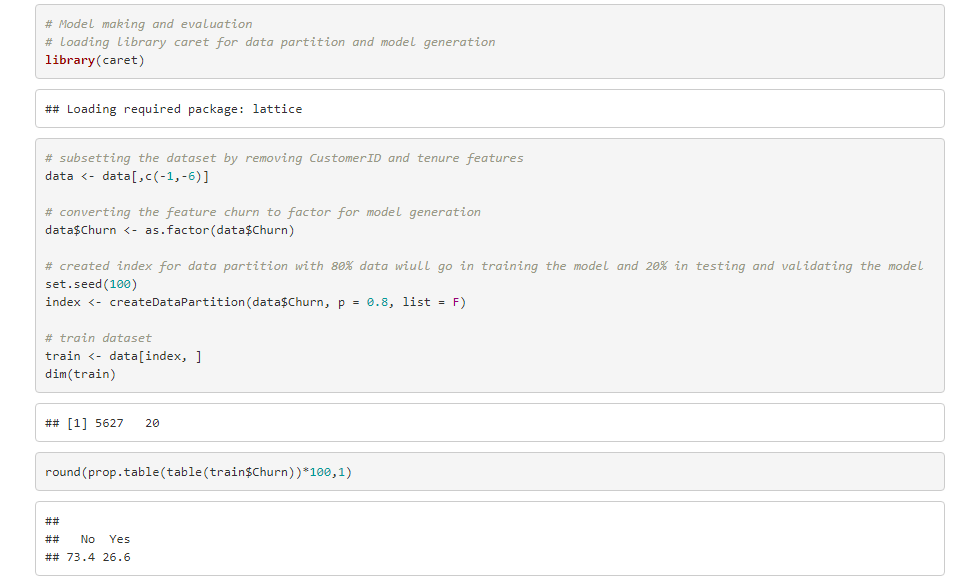 # Model making and evaluation
# loading library caret for data partition and model generation
library(caret)
## Loading required package: lattice
# subsetting the dataset by removing CustomerID and tenure features
data <- data[,c(-1,-6)]
# converting the feature churn to factor for model generation
data$Churn <- as.factor(data$Churn)
# created index for data partition with 80% data wiull go in training the model and 20% in testing and validating the model
set.seed(100)
index <- createDataPartition(data$Churn, p = 0.8, list = F)
# train dataset
train <- data[index, ]
dim(train)
## [1] 5627   20
round(prop.table(table(train$Churn))*100,1)
##
##   No  Yes
## 73.4 26.6